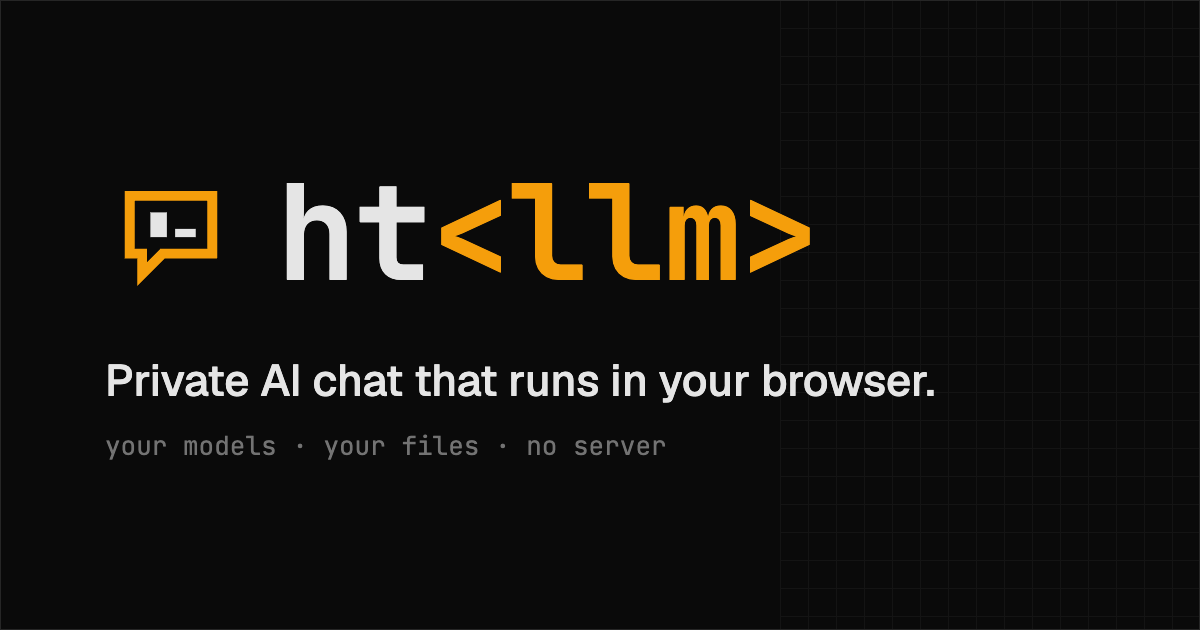 ht<llm>
Private AI chat that runs in your browser.
your models · your files · no server